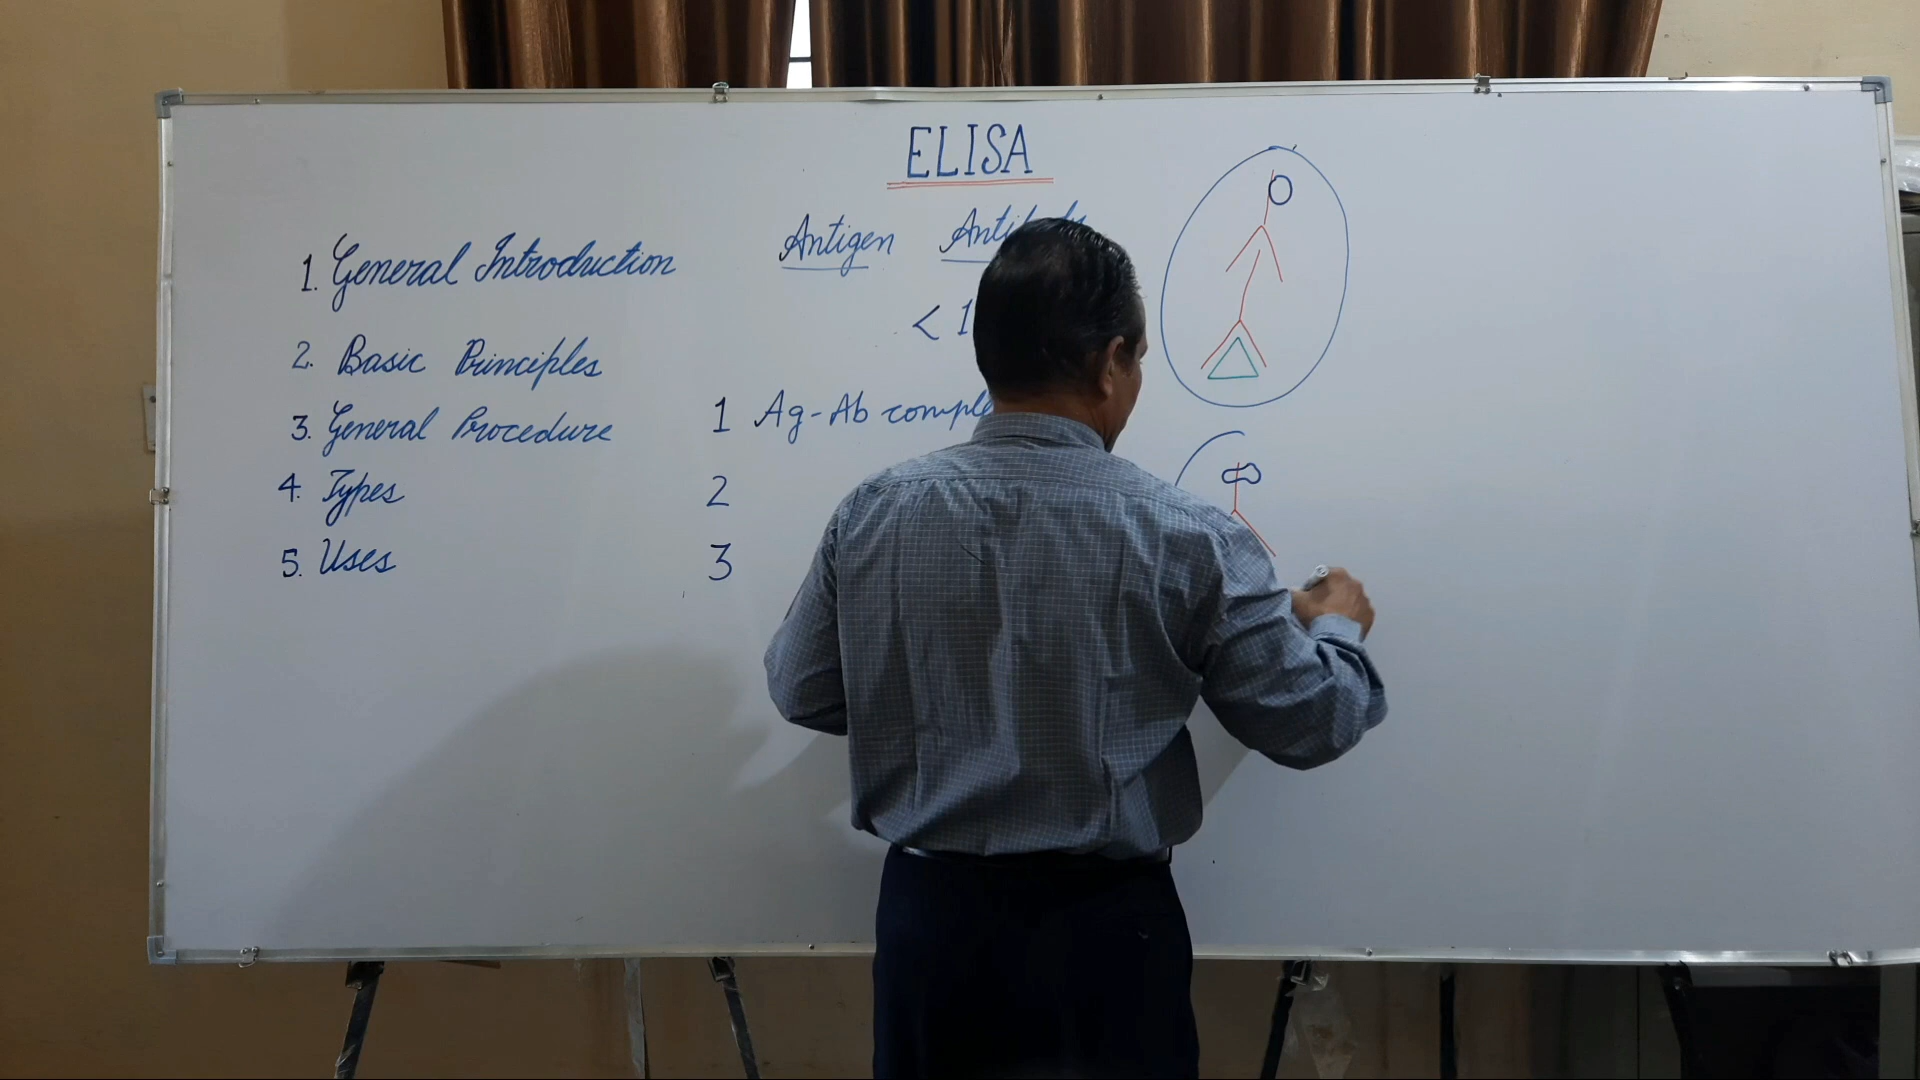 ELISA
1. General Introduction
2. Basic Principles
3. General Procedure
4. Types
5. Uses
Antigen
< 1
1 Ag-Ab
2
3